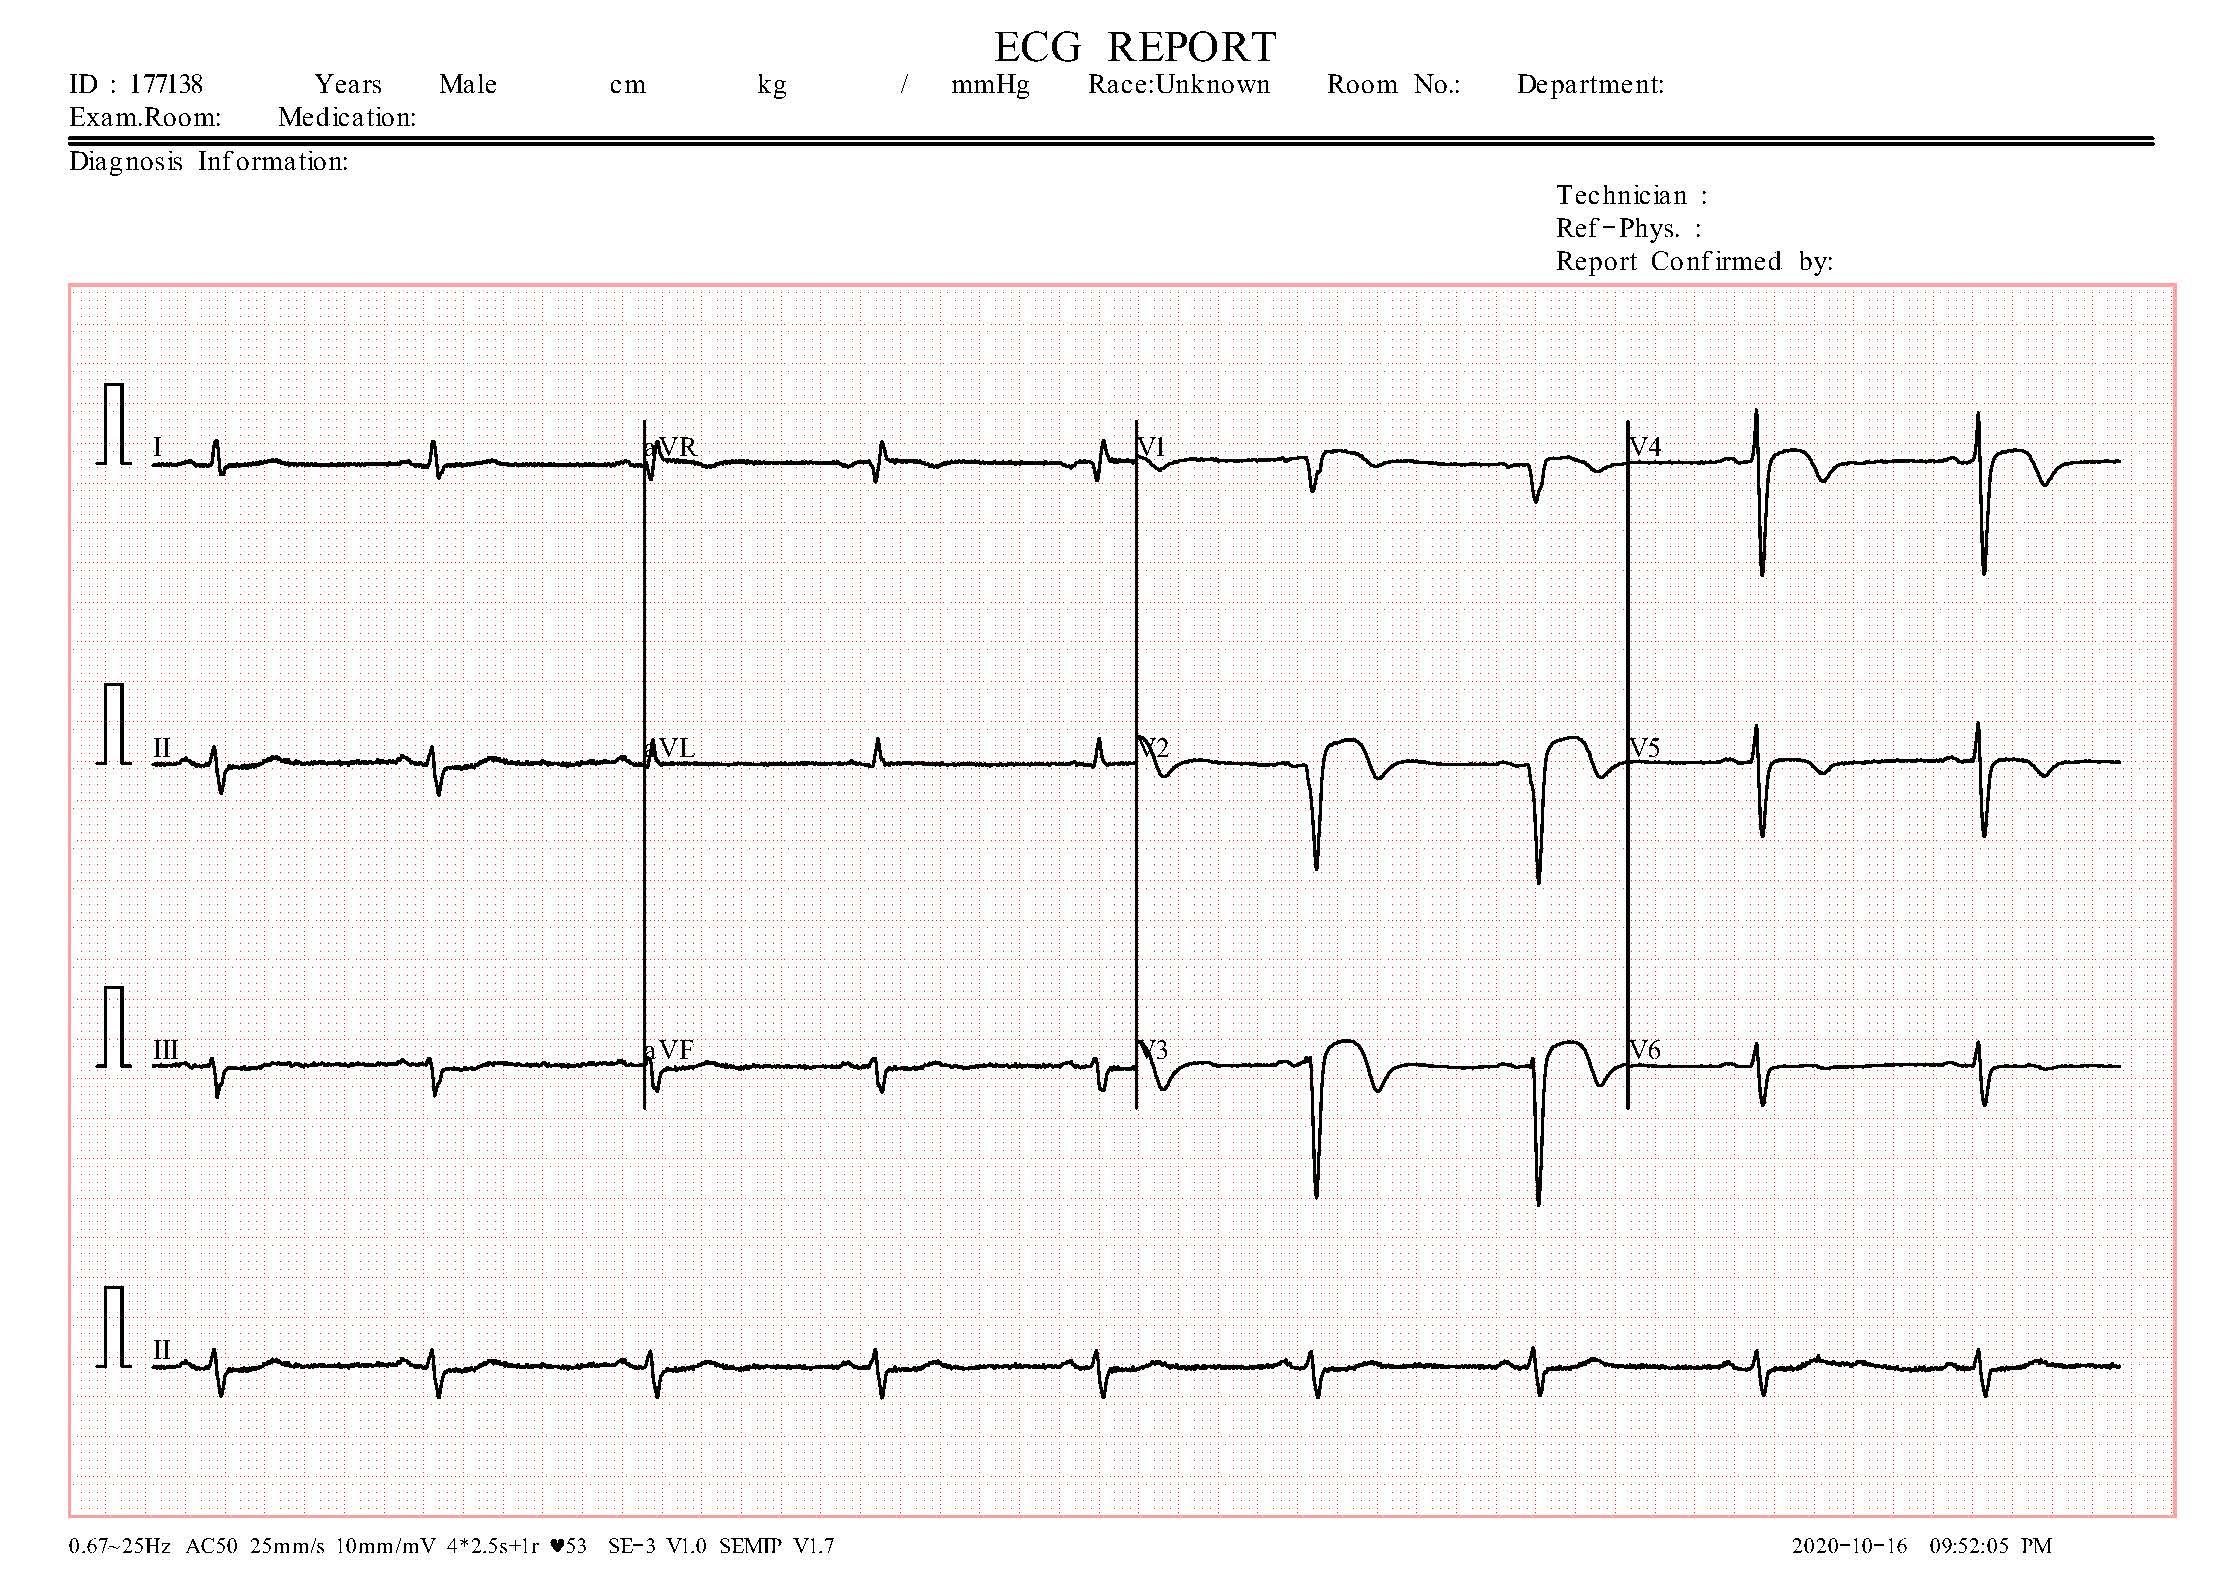 ECG REPORT
ID : 177138 Years Male cm kg / mmHg Race:Unknown Room No.: Department:
Exam.Room: Medication:
Diagnosis Information:
Technician :
Ref-Phys. :
Report Confirmed by:
I aVR V1 V4
II aVL V2 V5
III aVF V3 V6
II
0.67~25Hz AC50 25mm/s 10mm/mV 4*2.5s+1r ♥53 SE-3 V1.0 SEMIP V1.7 2020-10-16 09:52:05 PM